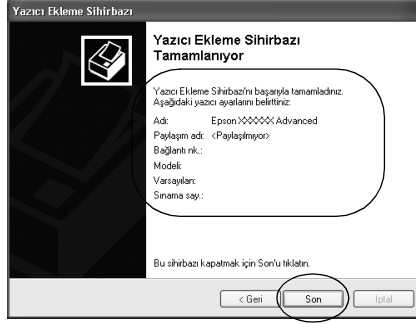 Yazıcı Ekleme Sihirbazı
Yazıcı Ekleme Sihirbazı
Tamamlanıyor
Yazıcı Ekleme Sihirbazı'nı başarıyla tamamladınız.
Aşağıdaki yazıcı ayarlarını belirttiniz:
Adı: Epson XXXXXX Advanced
Paylaşım adı: <Paylaşılmıyor>
Bağlantı nk.:
Modeli:
Varsayılan:
Sınama say.:
Bu sihirbazı kapatmak için Son'u tıklatın.
< Geri Son İptal